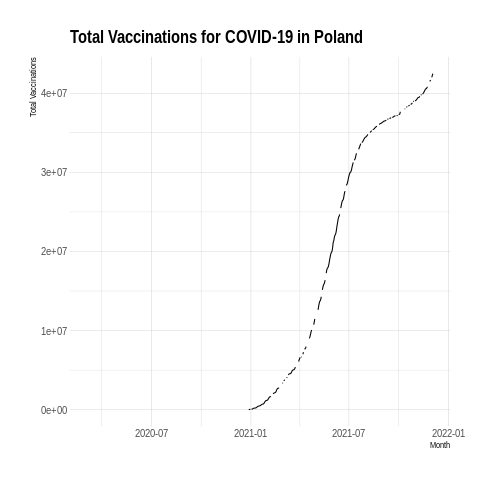 Total Vaccinations for COVID-19 in Poland
Total Vaccinations
4e+07
3e+07
2e+07
1e+07
0e+00
2020-07 2021-01 2021-07 2022-01
Month